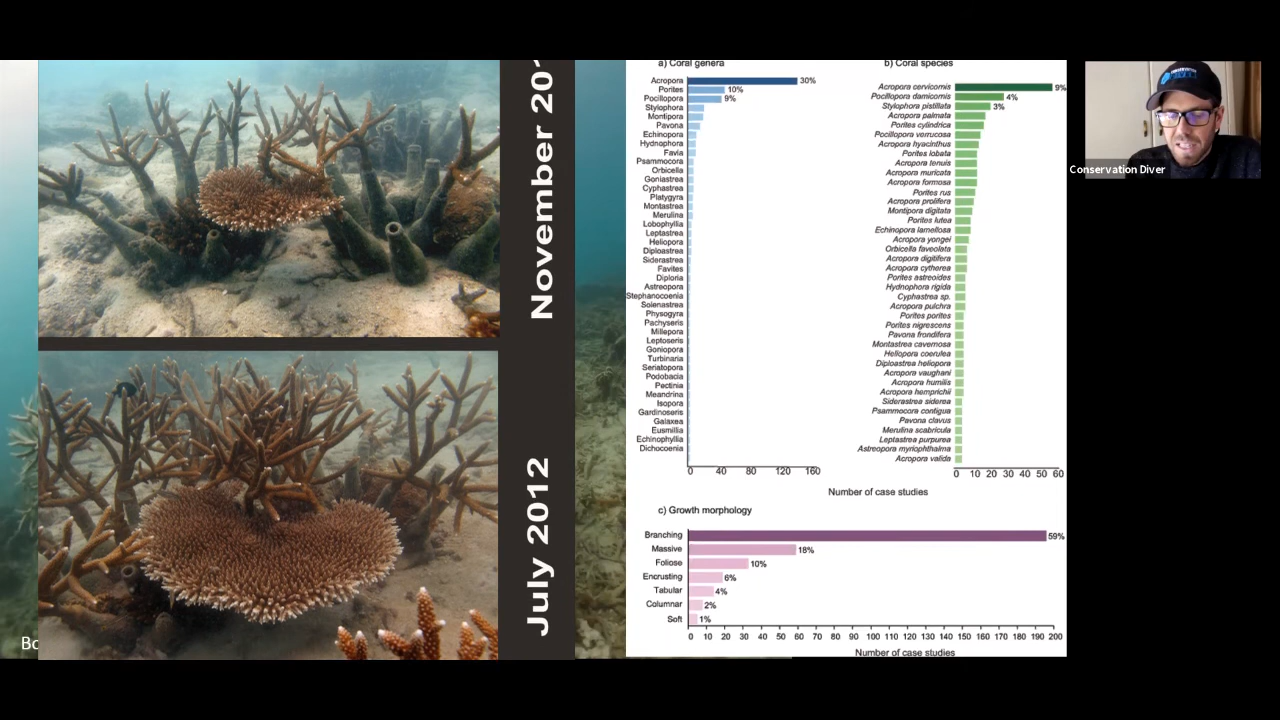 November 201
July 2012
Bo
a) Coral genera
Acropora 30%
Porites 10%
Pocillopora 9%
Stylophora
Montipora
Pavona
Echinopora
Hydnophora
Favia
Psammocora
Orbicella
Goniastrea
Cyphastrea
Platygyra
Montastrea
Merulina
Lobophyllia
Leptastrea
Heliopora
Diploastrea
Siderastrea
Favites
Diploria
Astreopora
Stephanocoenia
Solenastrea
Physogyra
Pachyseris
Millepora
Leptoseris
Goniopora
Turbinaria
Seriatopora
Podobacia
Pectinia
Meandrina
Isopora
Gardinoseris
Galaxea
Eusmillia
Echinophyllia
Dichocoenia
0 40 80 120 160
b) Coral species
Acropora cervicornis 9%
Pocillopora damicornis 4%
Stylophora pistillata 3%
Acropora palmata
Porites cylindrica
Pocillopora verrucosa
Acropora hyacinthus
Porites lobata
Acropora tenuis
Acropora muricata
Acropora formosa
Porites rus
Acropora prolifera
Montipora digitata
Porites lutea
Echinopora lamellosa
Acropora yongei
Orbicella faveolata
Acropora digitifera
Acropora cytherea
Porites astreoides
Hydnophora rigida
Cyphastrea sp.
Acropora pulchra
Porites porites
Porites nigrescens
Pavona frondifera
Montastrea cavernosa
Heliopora coerulea
Diploastrea heliopora
Acropora vaughani
Acropora humilis
Acropora hemprichii
Siderastrea siderea
Psammocora contigua
Pavona clavus
Merulina scabricula
Leptastrea purpurea
Astreopora myriophthalma
Acropora valida
0 10 20 30 40 50 60
Number of case studies
c) Growth morphology
Branching 59%
Massive 18%
Foliose 10%
Encrusting 6%
Tabular 4%
Columnar 2%
Soft 1%
0 10 20 30 40 50 60 70 80 90 100 110 120 130 140 150 160 170 180 190 200
Number of case studies
Conservation Diver